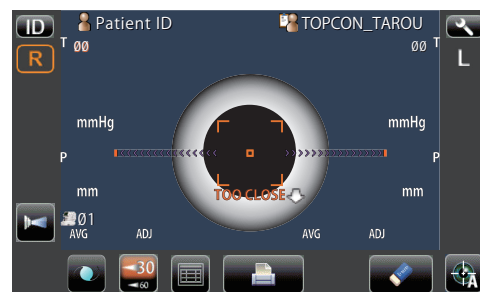 ID Patient ID TOPCON_TAROU
R T 00 00 T L
mmHg mmHg
P P
mm TOO CLOSE mm
01
AVG ADJ AVG ADJ
30
60
A